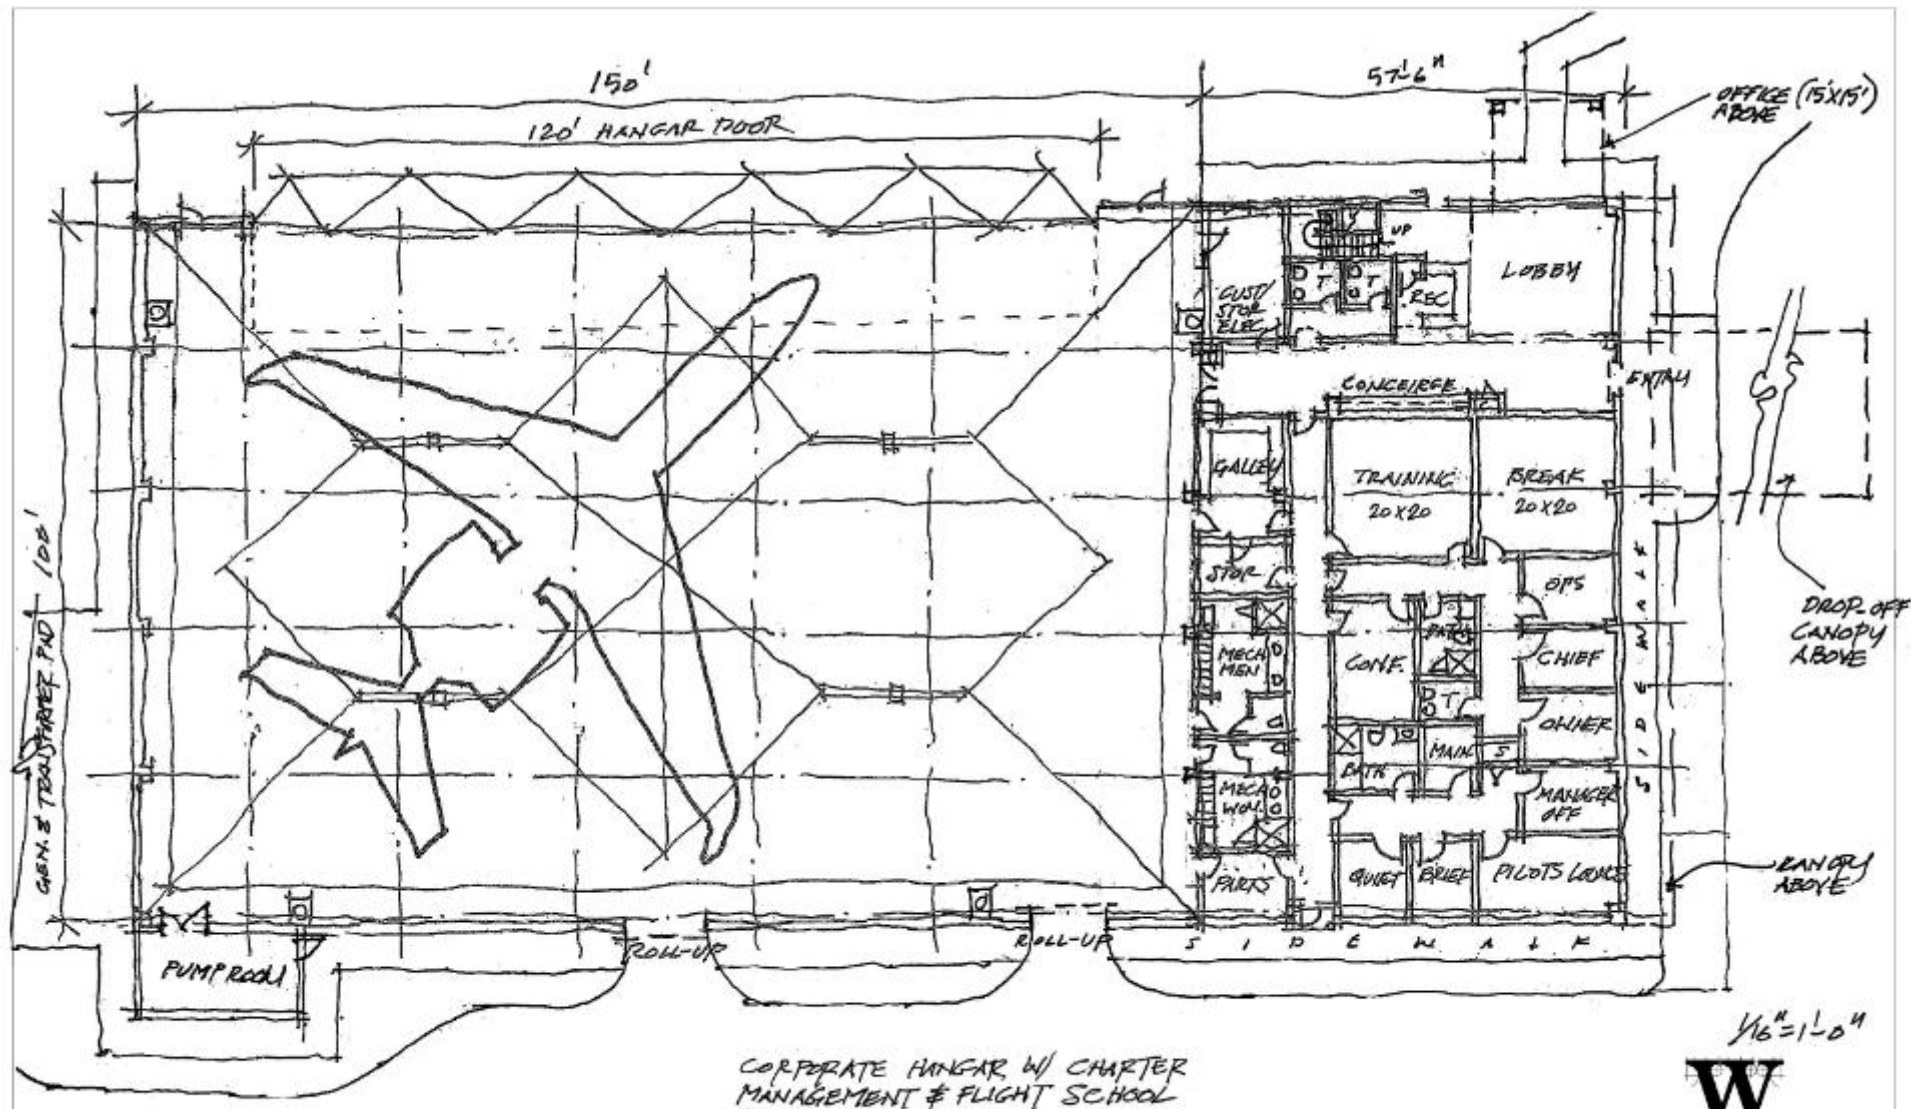 150'
57'-6"
OFFICE (15'X15')
ABOVE
120' HANGAR DOOR
UP
LOBBY
CUST/
STOR
ELEC
T
T
REC
ENTRY
CONCEIRGE
GALLEY
TRAINING
20X20
BREAK
20X20
GEN. & TRANSFORMER PAD
100'
STOR
OPS
DROP-OFF
CANOPY
ABOVE
MECH
MEN
CONF.
BATH
CHIEF
T
OWNER
SIDEWALK
MAIN
S
BATH
MECH
WOM.
MANAGER
OFF
PARTS
QUIET
BRIEF
PILOTS LOUNGE
CANOPY
ABOVE
ROLL-UP
ROLL-UP
SIDEWALK
PUMP ROOM
1/16"=1'-0"
CORPORATE HANGAR W/ CHARTER
MANAGEMENT & FLIGHT SCHOOL
W